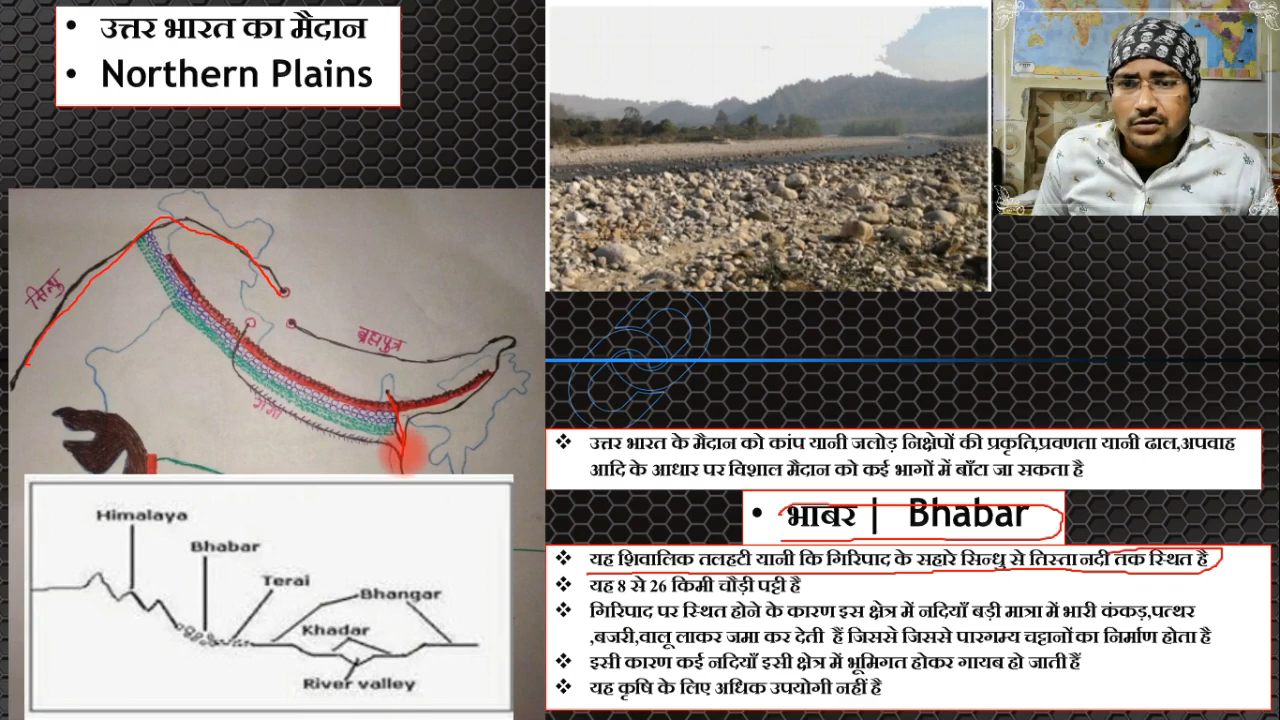 • उत्तर भारत का मैदान
• Northern Plains
सिन्धु
ब्रह्मपुत्र
गंगा
Himalaya
Bhabar
Terai
Bhangar
Khadar
River valley
❖ उत्तर भारत के मैदान को कांप यानी जलोड़ निक्षेपों की प्रकृति,प्रवणता यानी ढाल,अपवाह
आदि के आधार पर विशाल मैदान को कई भागों में बाँटा जा सकता है
• भाबर | Bhabar
❖ यह शिवालिक तलहटी यानी कि गिरिपाद के सहारे सिन्धु से तिस्ता नदी तक स्थित है
❖ यह 8 से 26 किमी चौड़ी पट्टी है
❖ गिरिपाद पर स्थित होने के कारण इस क्षेत्र में नदियाँ बड़ी मात्रा में भारी कंकड़,पत्थर
,बजरी,वालू लाकर जमा कर देती हैं जिससे जिससे पारगम्य चट्टानों का निर्माण होता है
❖ इसी कारण कई नदियाँ इसी क्षेत्र में भूमिगत होकर गायब हो जाती हैं
❖ यह कृषि के लिए अधिक उपयोगी नहीं है